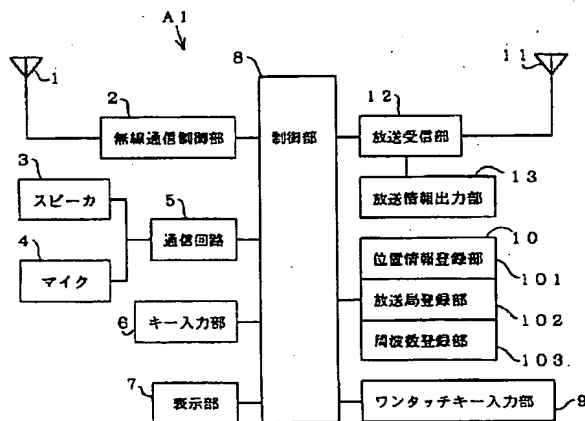 A1
1
11
8
2
無線通信制御部
制御部
12
放送受信部
3
スピーカ
13
放送情報出力部
5
通信回路
4
マイク
10
位置情報登録部
101
放送局登録部
102
周波数登録部
103
6
キー入力部
7
表示部
ワンタッチキー入力部
9